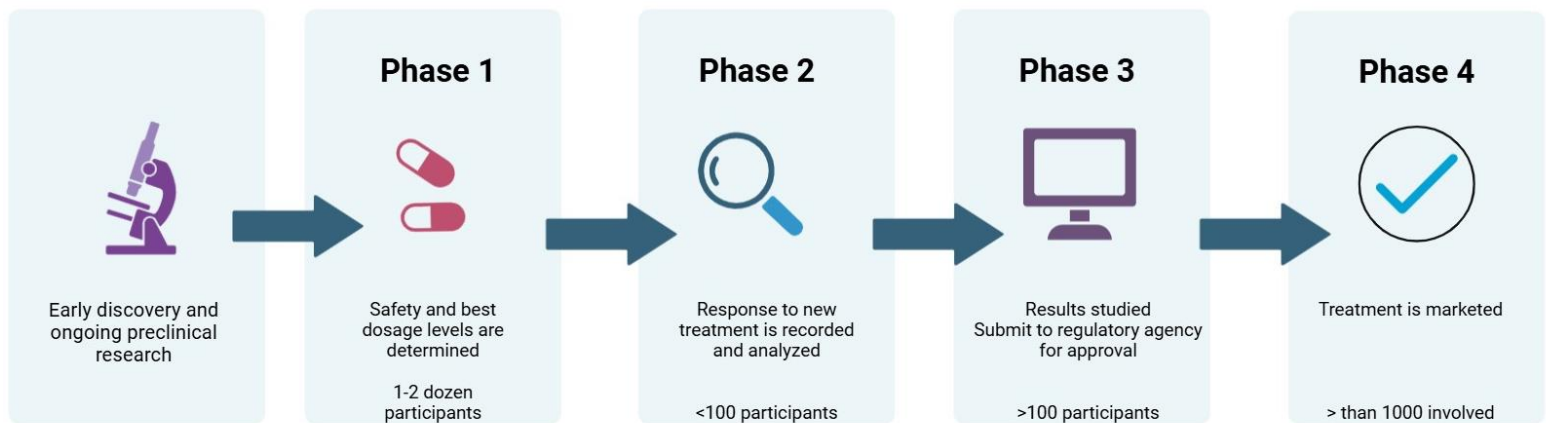 Early discovery and
ongoing preclinical
research
Phase 1
Safety and best
dosage levels are
determined
1-2 dozen
participants
Phase 2
Response to new
treatment is recorded
and analyzed
<100 participants
Phase 3
Results studied
Submit to regulatory agency
for approval
>100 participants
Phase 4
Treatment is marketed
> than 1000 involved